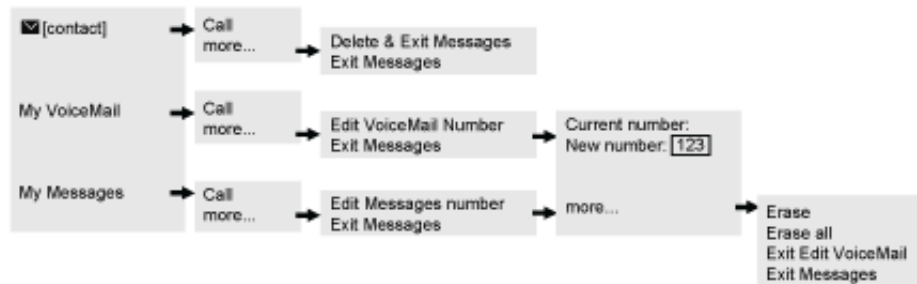 [contact]
Call
more...
Delete & Exit Messages
Exit Messages
My VoiceMail
Call
more...
Edit VoiceMail Number
Exit Messages
Current number:
New number: 123
My Messages
Call
more...
Edit Messages number
Exit Messages
more...
Erase
Erase all
Exit Edit VoiceMail
Exit Messages